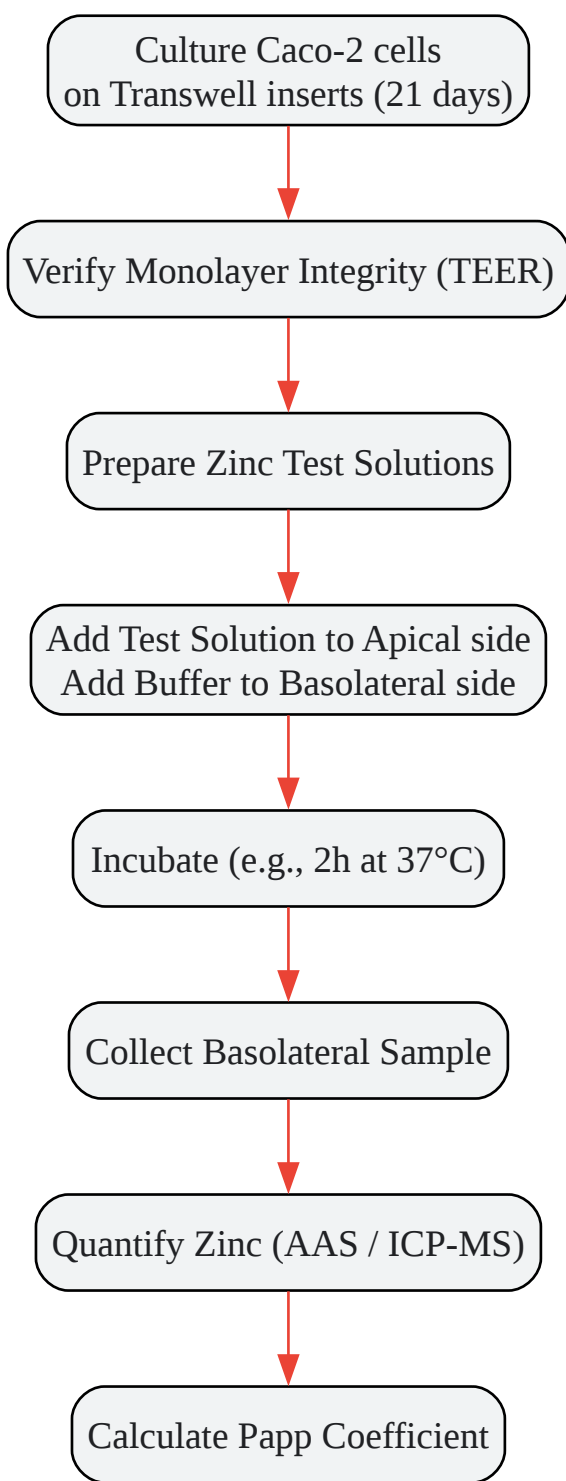 Culture Caco-2 cells
on Transwell inserts (21 days)
Verify Monolayer Integrity (TEER)
Prepare Zinc Test Solutions
Add Test Solution to Apical side
Add Buffer to Basolateral side
Incubate (e.g., 2h at 37°C)
Collect Basolateral Sample
Quantify Zinc (AAS / ICP-MS)
Calculate Papp Coefficient